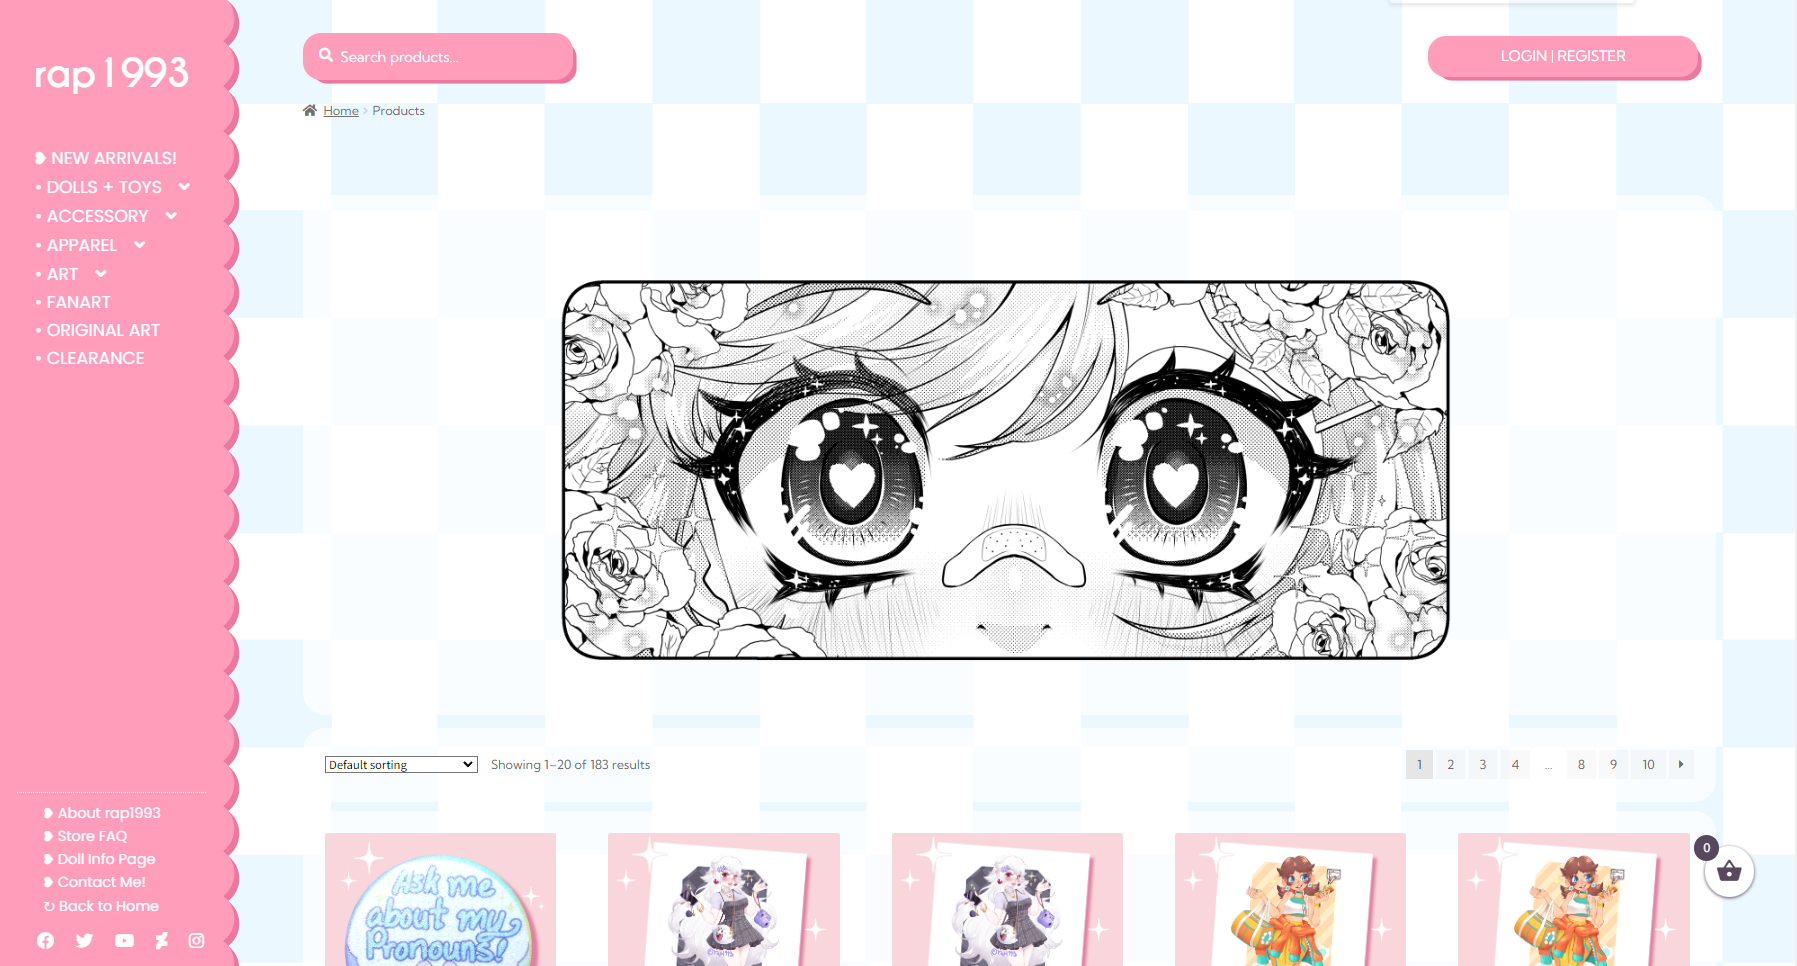 rap1993
Search products...
LOGIN | REGISTER
Home
Products
NEW ARRIVALS!
• DOLLS + TOYS
• ACCESSORY
• APPAREL
• ART
• FANART
• ORIGINAL ART
• CLEARANCE
Default sorting
Showing 1–20 of 183 results
1 2 3 4 ... 8 9 10
Ask me
about my
Pronouns!
0
About rap1993
Store FAQ
Doll Info Page
Contact Me!
↻ Back to Home